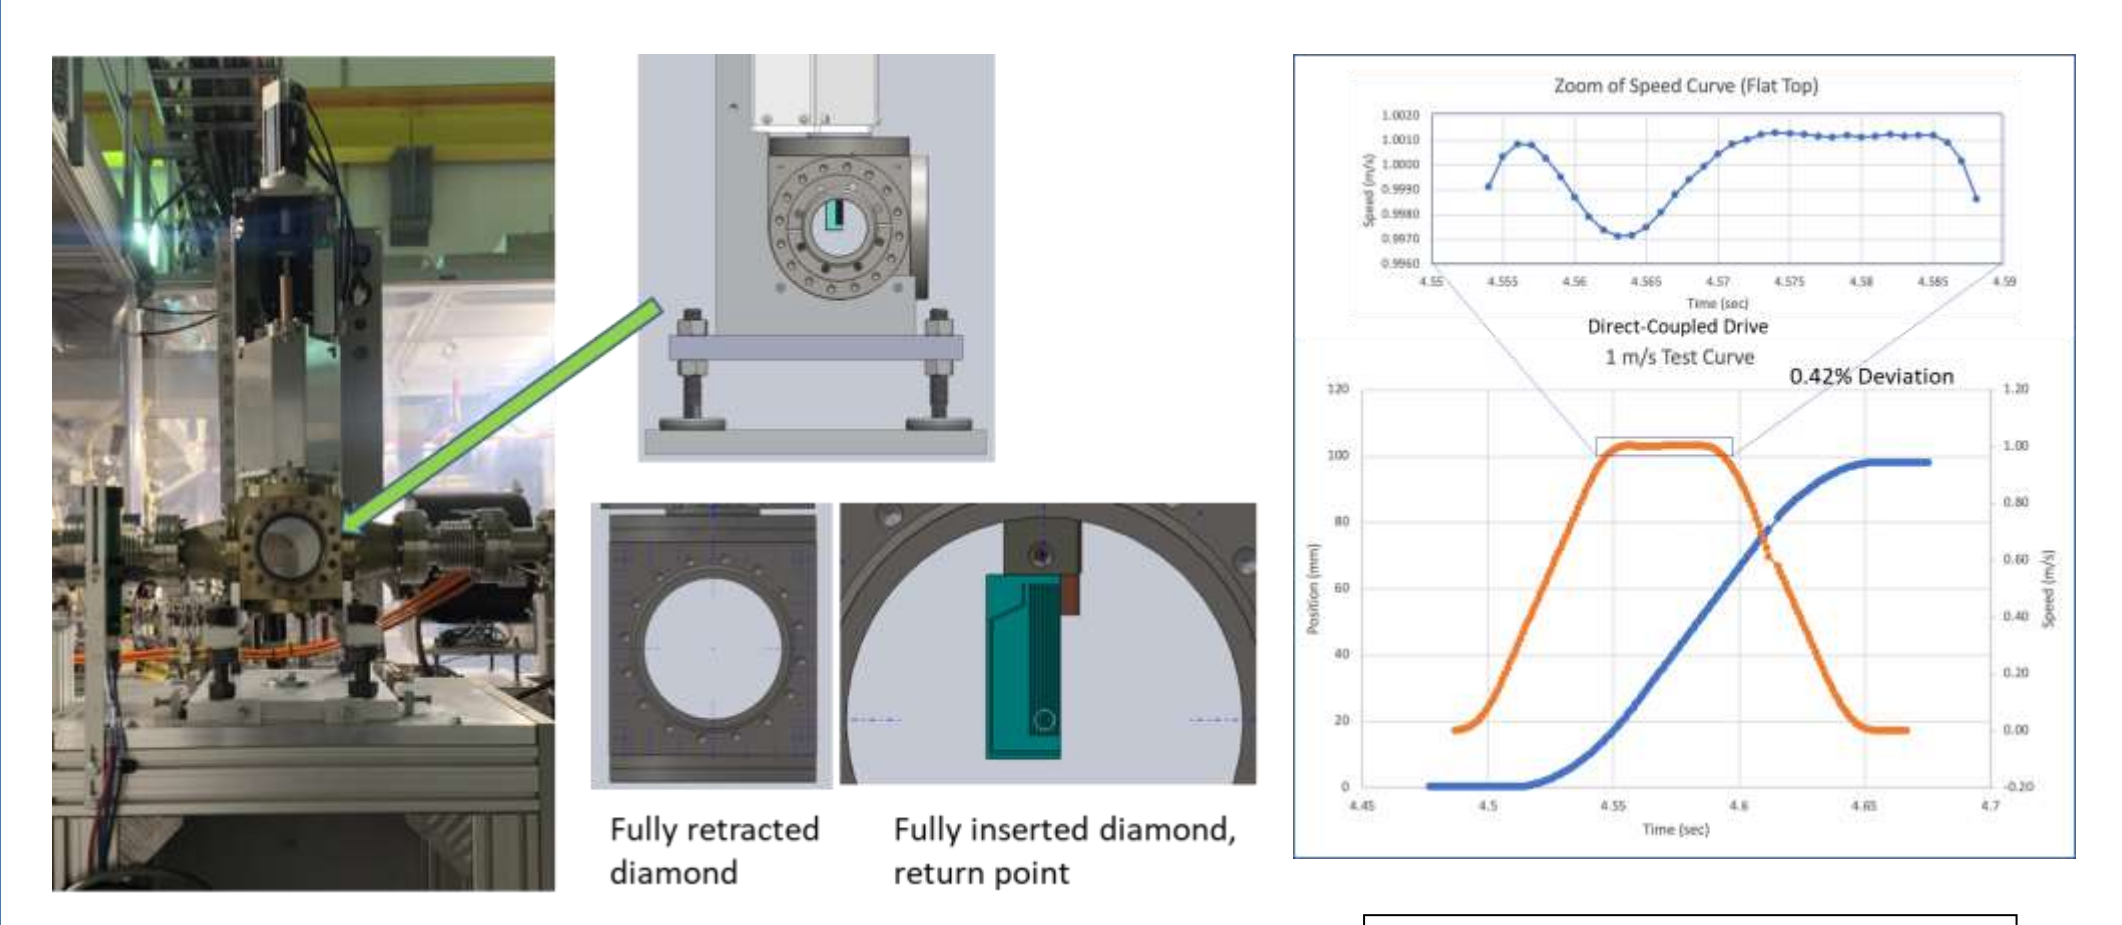 Zoom of Speed Curve (Flat Top)
1.0020
1.0010
1.0000
0.9990
0.9980
0.9970
0.9960
Speed (m/s)
4.55
4.555
4.56
4.565
4.57
4.575
4.58
4.585
4.59
Time (sec)
Direct-Coupled Drive
1 m/s Test Curve
0.42% Deviation
120
100
80
60
40
20
0
Position (mm)
1.20
1.00
0.80
0.60
0.40
0.20
0.00
-0.20
Speed (m/s)
4.45
4.5
4.55
4.6
4.65
4.7
Time (sec)
Fully retracted
diamond
Fully inserted diamond,
return point